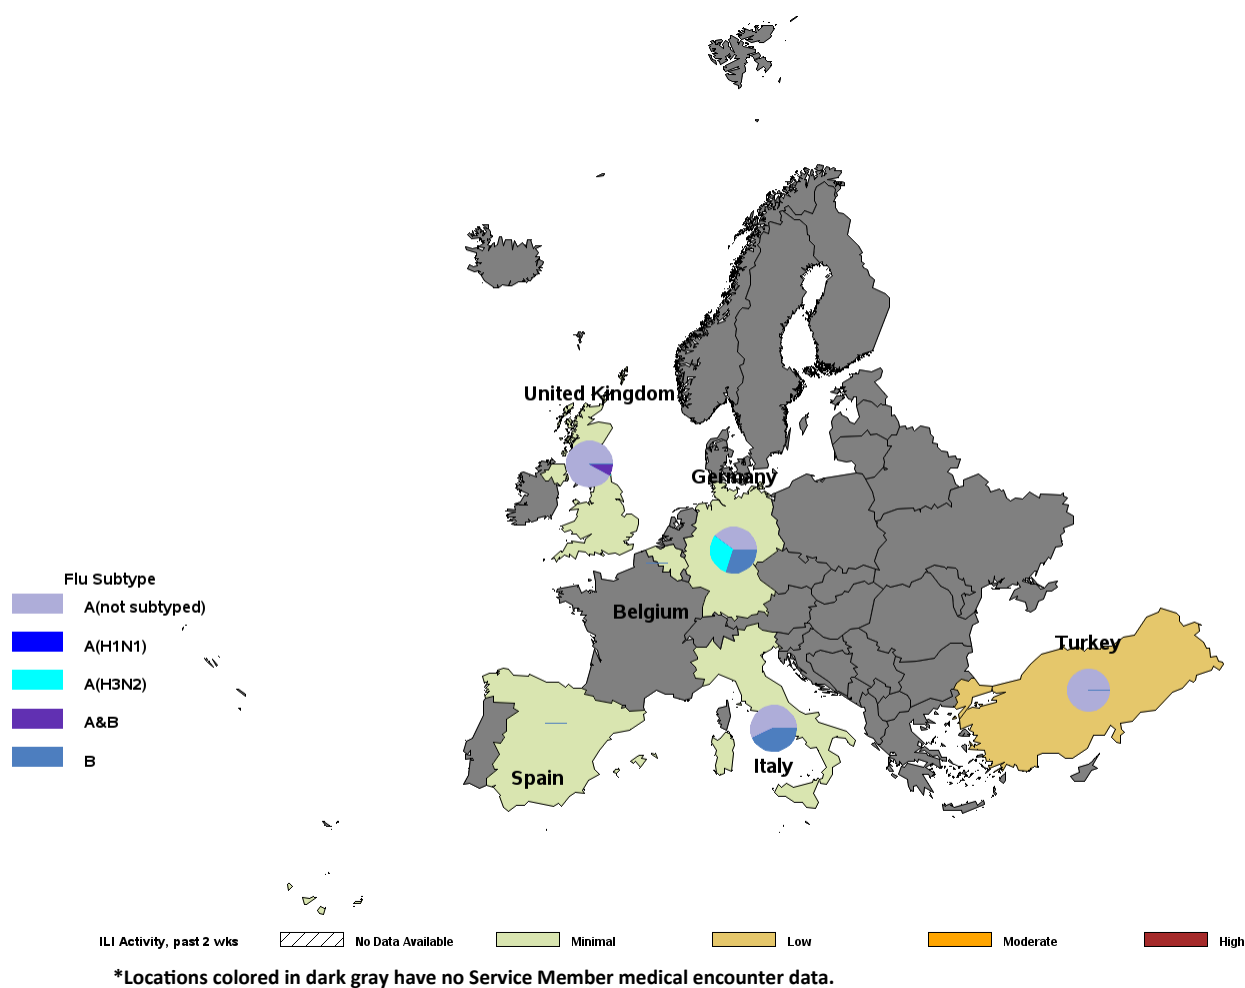 United Kingdom
Germany
Flu Subtype
A(not subtyped)
Belgium
A(H1N1)
Turkey
A(H3N2)
A&B
B
Italy
Spain
ILI Activity, past 2 wks No Data Available Minimal Low Moderate High
*Locations colored in dark gray have no Service Member medical encounter data.